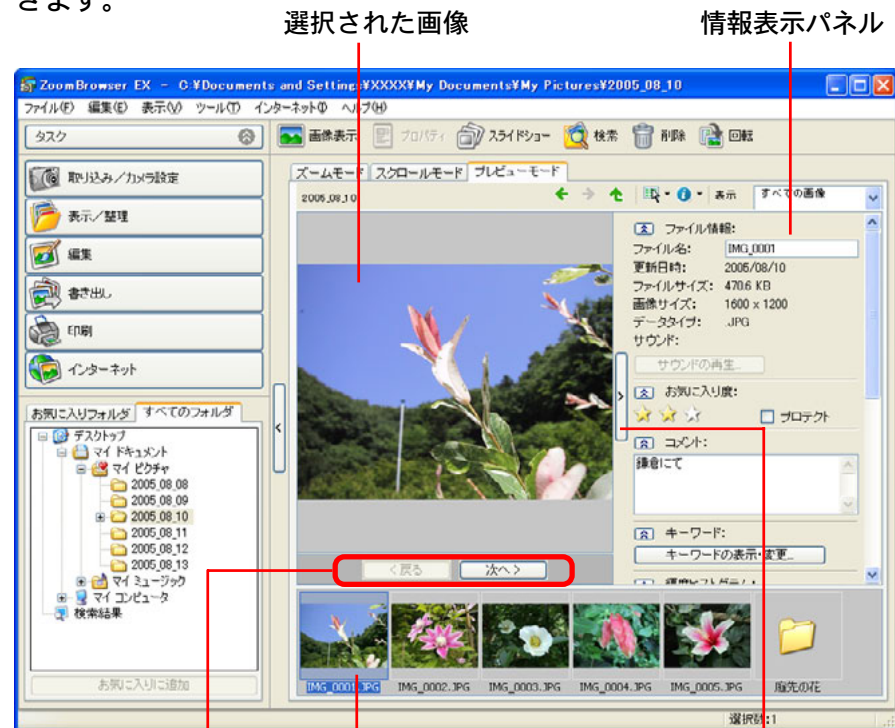 きます。
選択された画像
情報表示パネル
ZoomBrowser EX - C:¥Documents and Settings¥XXXX¥My Documents¥My Pictures¥2005_08_10
ファイル(F) 編集(E) 表示(V) ツール(T) インターネット(I) ヘルプ(H)
タスク
画像表示 プロパティ スライドショー 検索 削除 回転
取り込み/カメラ設定
表示/整理
編集
書き出し
印刷
インターネット
お気に入りフォルダ すべてのフォルダ
デスクトップ
マイ ドキュメント
マイ ピクチャ
2005_08_08
2005_08_09
2005_08_10
2005_08_11
2005_08_12
2005_08_13
マイ ミュージック
マイ コンピュータ
検索結果
お気に入りに追加
ズームモード スクロールモード プレビューモード
2005_08_10
表示 すべての画像
ファイル情報:
ファイル名: IMG_0001
更新日時: 2005/08/10
ファイルサイズ: 470.6 KB
画像サイズ: 1600 x 1200
データタイプ: .JPG
サウンド:
サウンドの再生...
お気に入り度:
プロテクト
コメント:
鎌倉にて
キーワード:
キーワードの表示・変更...
輝度ヒストグラム:
< 戻る 次へ >
IMG_0001.JPG IMG_0002.JPG IMG_0003.JPG IMG_0004.JPG IMG_0005.JPG 庭先の花
選択数:1